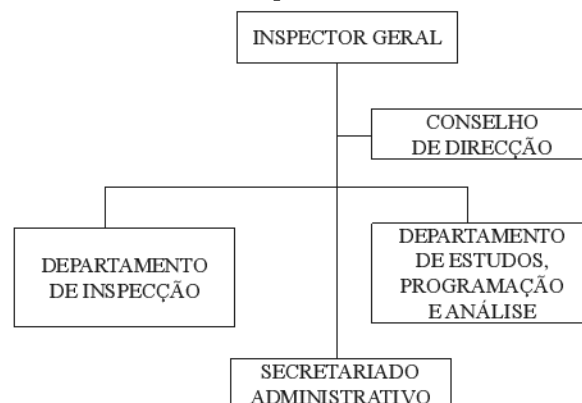 INSPECTOR GERAL
CONSELHO
DE DIRECÇÃO
DEPARTAMENTO
DE INSPECÇÃO
DEPARTAMENTO
DE ESTUDOS,
PROGRAMAÇÃO
E ANÁLISE
SECRETARIADO
ADMINISTRATIVO